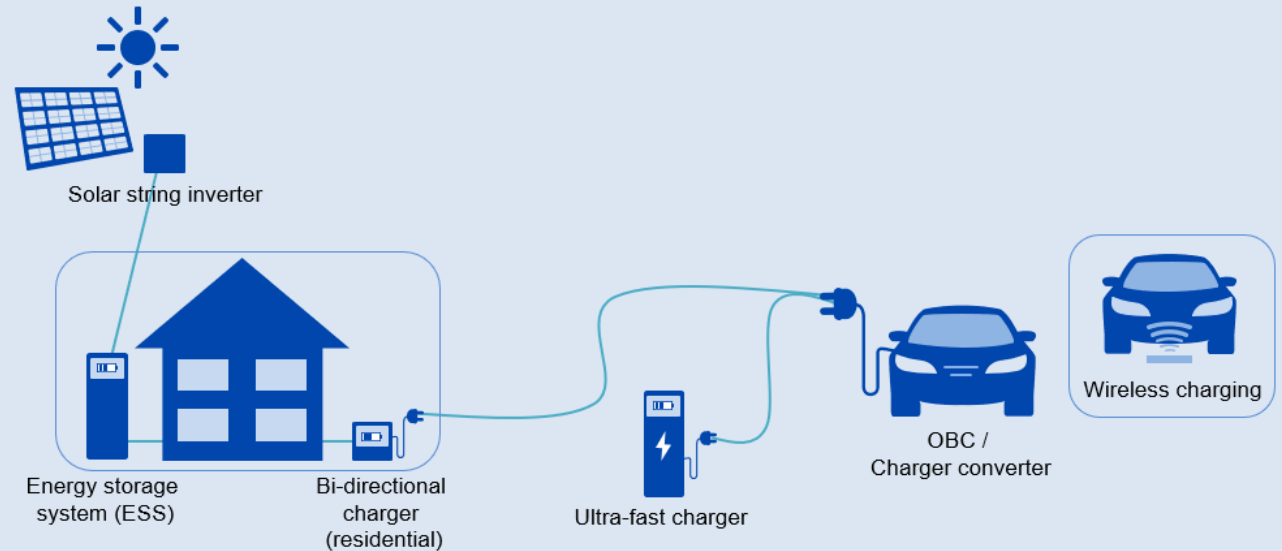 Solar string inverter
Wireless charging
OBC /
Charger converter
Energy storage
system (ESS)
Bi-directional
charger
(residential)
Ultra-fast charger